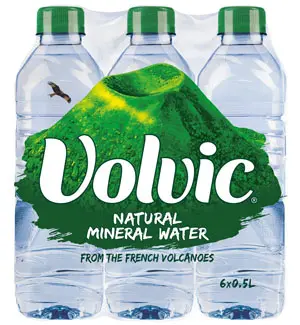 Volvic®
NATURAL
MINERAL WATER
FROM THE FRENCH VOLCANOES
6x0.5L